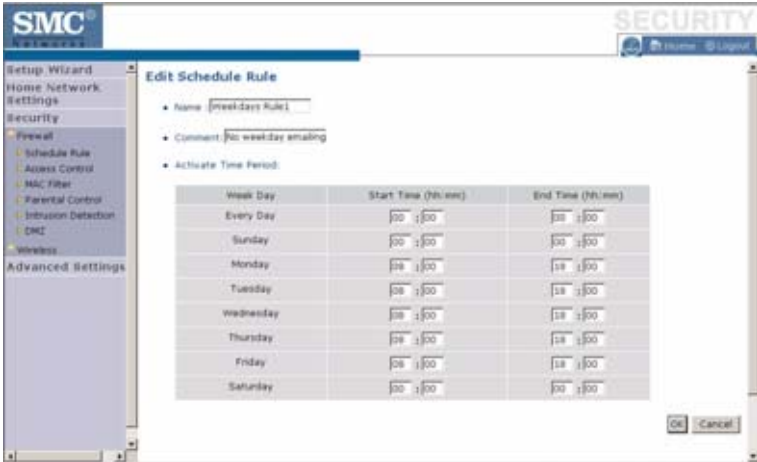 SMC®
Networks
SECURITY
Home Logout
Setup Wizard
Home Network Settings
Security
Firewall
Schedule Rule
Access Control
MAC Filter
Parental Control
Intrusion Detection
DMZ
Wireless
Advanced Settings
Edit Schedule Rule
Name : Weekdays Rule1
Comment: No weekday emailing
Activate Time Period:
Week Day Start Time (hh:mm) End Time (hh:mm)
Every Day 00 : 00 00 : 00
Sunday 00 : 00 00 : 00
Monday 08 : 00 18 : 00
Tuesday 08 : 00 18 : 00
Wednesday 08 : 00 18 : 00
Thursday 08 : 00 18 : 00
Friday 08 : 00 18 : 00
Saturday 00 : 00 00 : 00
OK Cancel